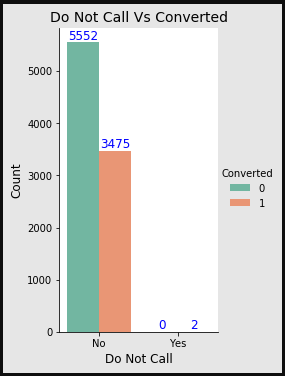 Do Not Call Vs Converted
5552
3475
0 2
5000
4000
3000
2000
1000
0
Count
No Yes
Do Not Call
Converted
0
1